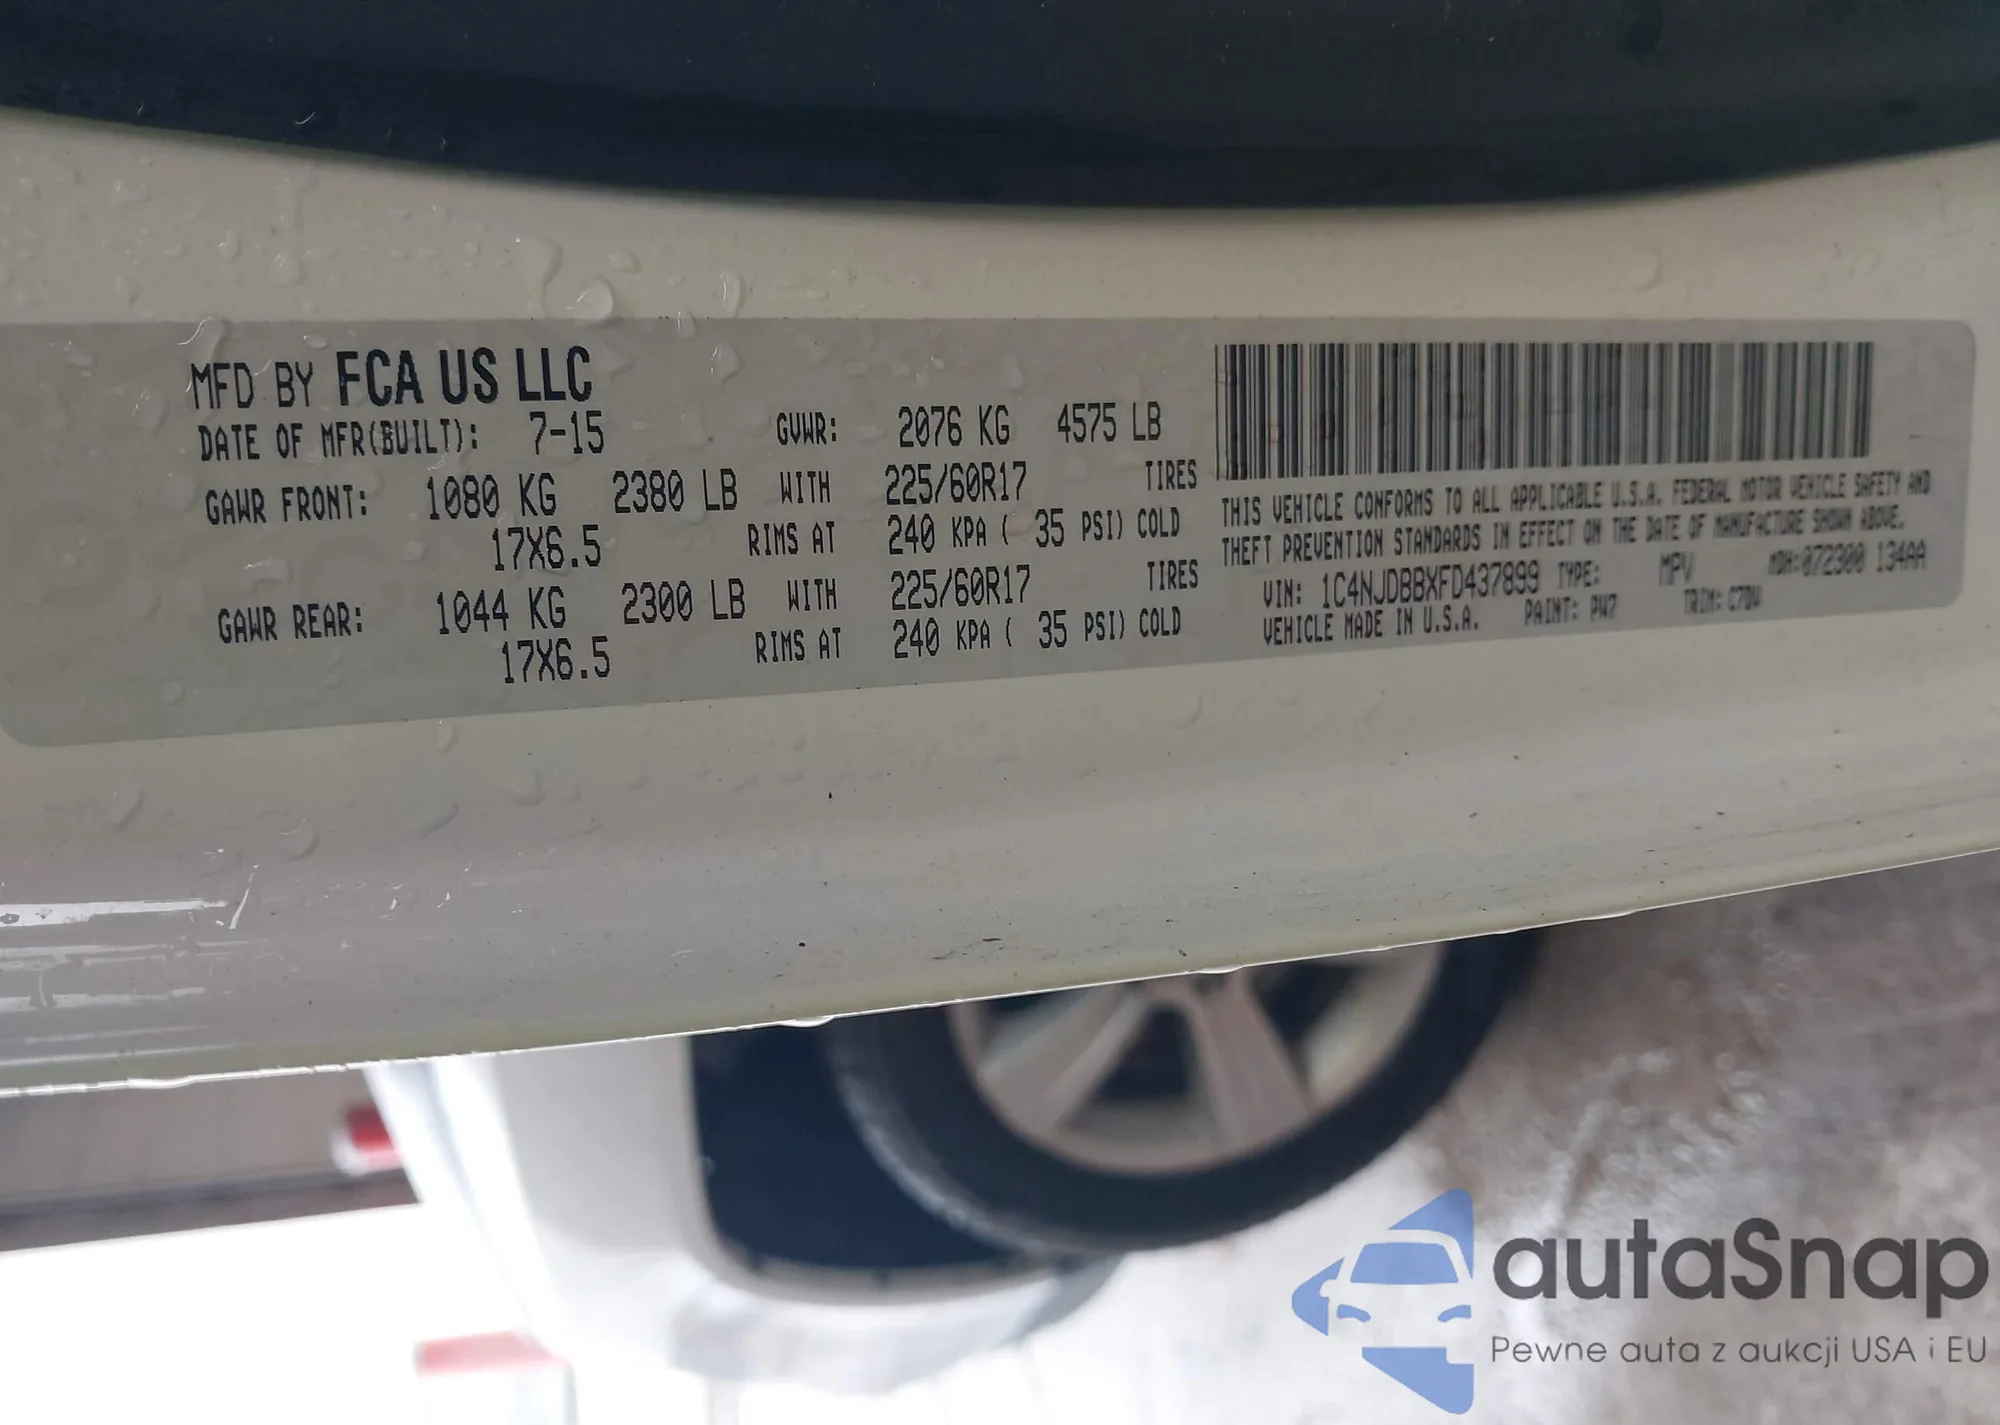 MFD BY FCA US LLC
DATE OF MFR(BUILT): 7-15 GVWR: 2076 KG 4575 LB
GAWR FRONT: 1080 KG 2380 LB WITH 225/60R17 TIRES
17X6.5 RIMS AT 240 KPA ( 35 PSI) COLD
GAWR REAR: 1044 KG 2300 LB WITH 225/60R17 TIRES
17X6.5 RIMS AT 240 KPA ( 35 PSI) COLD
THIS VEHICLE CONFORMS TO ALL APPLICABLE U.S.A. FEDERAL MOTOR VEHICLE SAFETY AND
THEFT PREVENTION STANDARDS IN EFFECT ON THE DATE OF MANUFACTURE SHOWN ABOVE.
VIN: 1C4NJDBBXFD437899 TYPE: MPV MDH:072300 134AA
VEHICLE MADE IN U.S.A. PAINT: PW7 TRIM:
autaSnap
Pewne auta z aukcji USA i EU